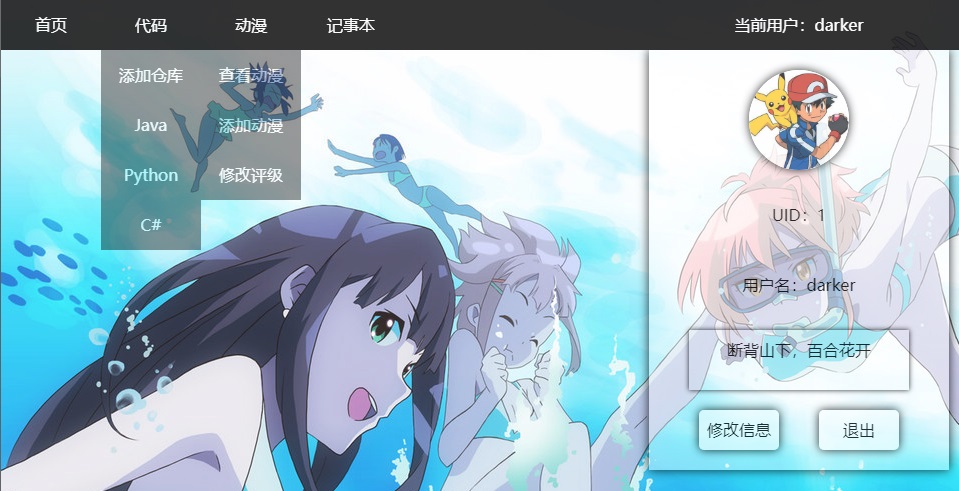 首页 代码 动漫 记事本 当前用户：darker
添加仓库 查看动漫
Java 添加动漫
Python 修改评级
C#
UID：1
用户名：darker
断背山下，百合花开
修改信息 退出